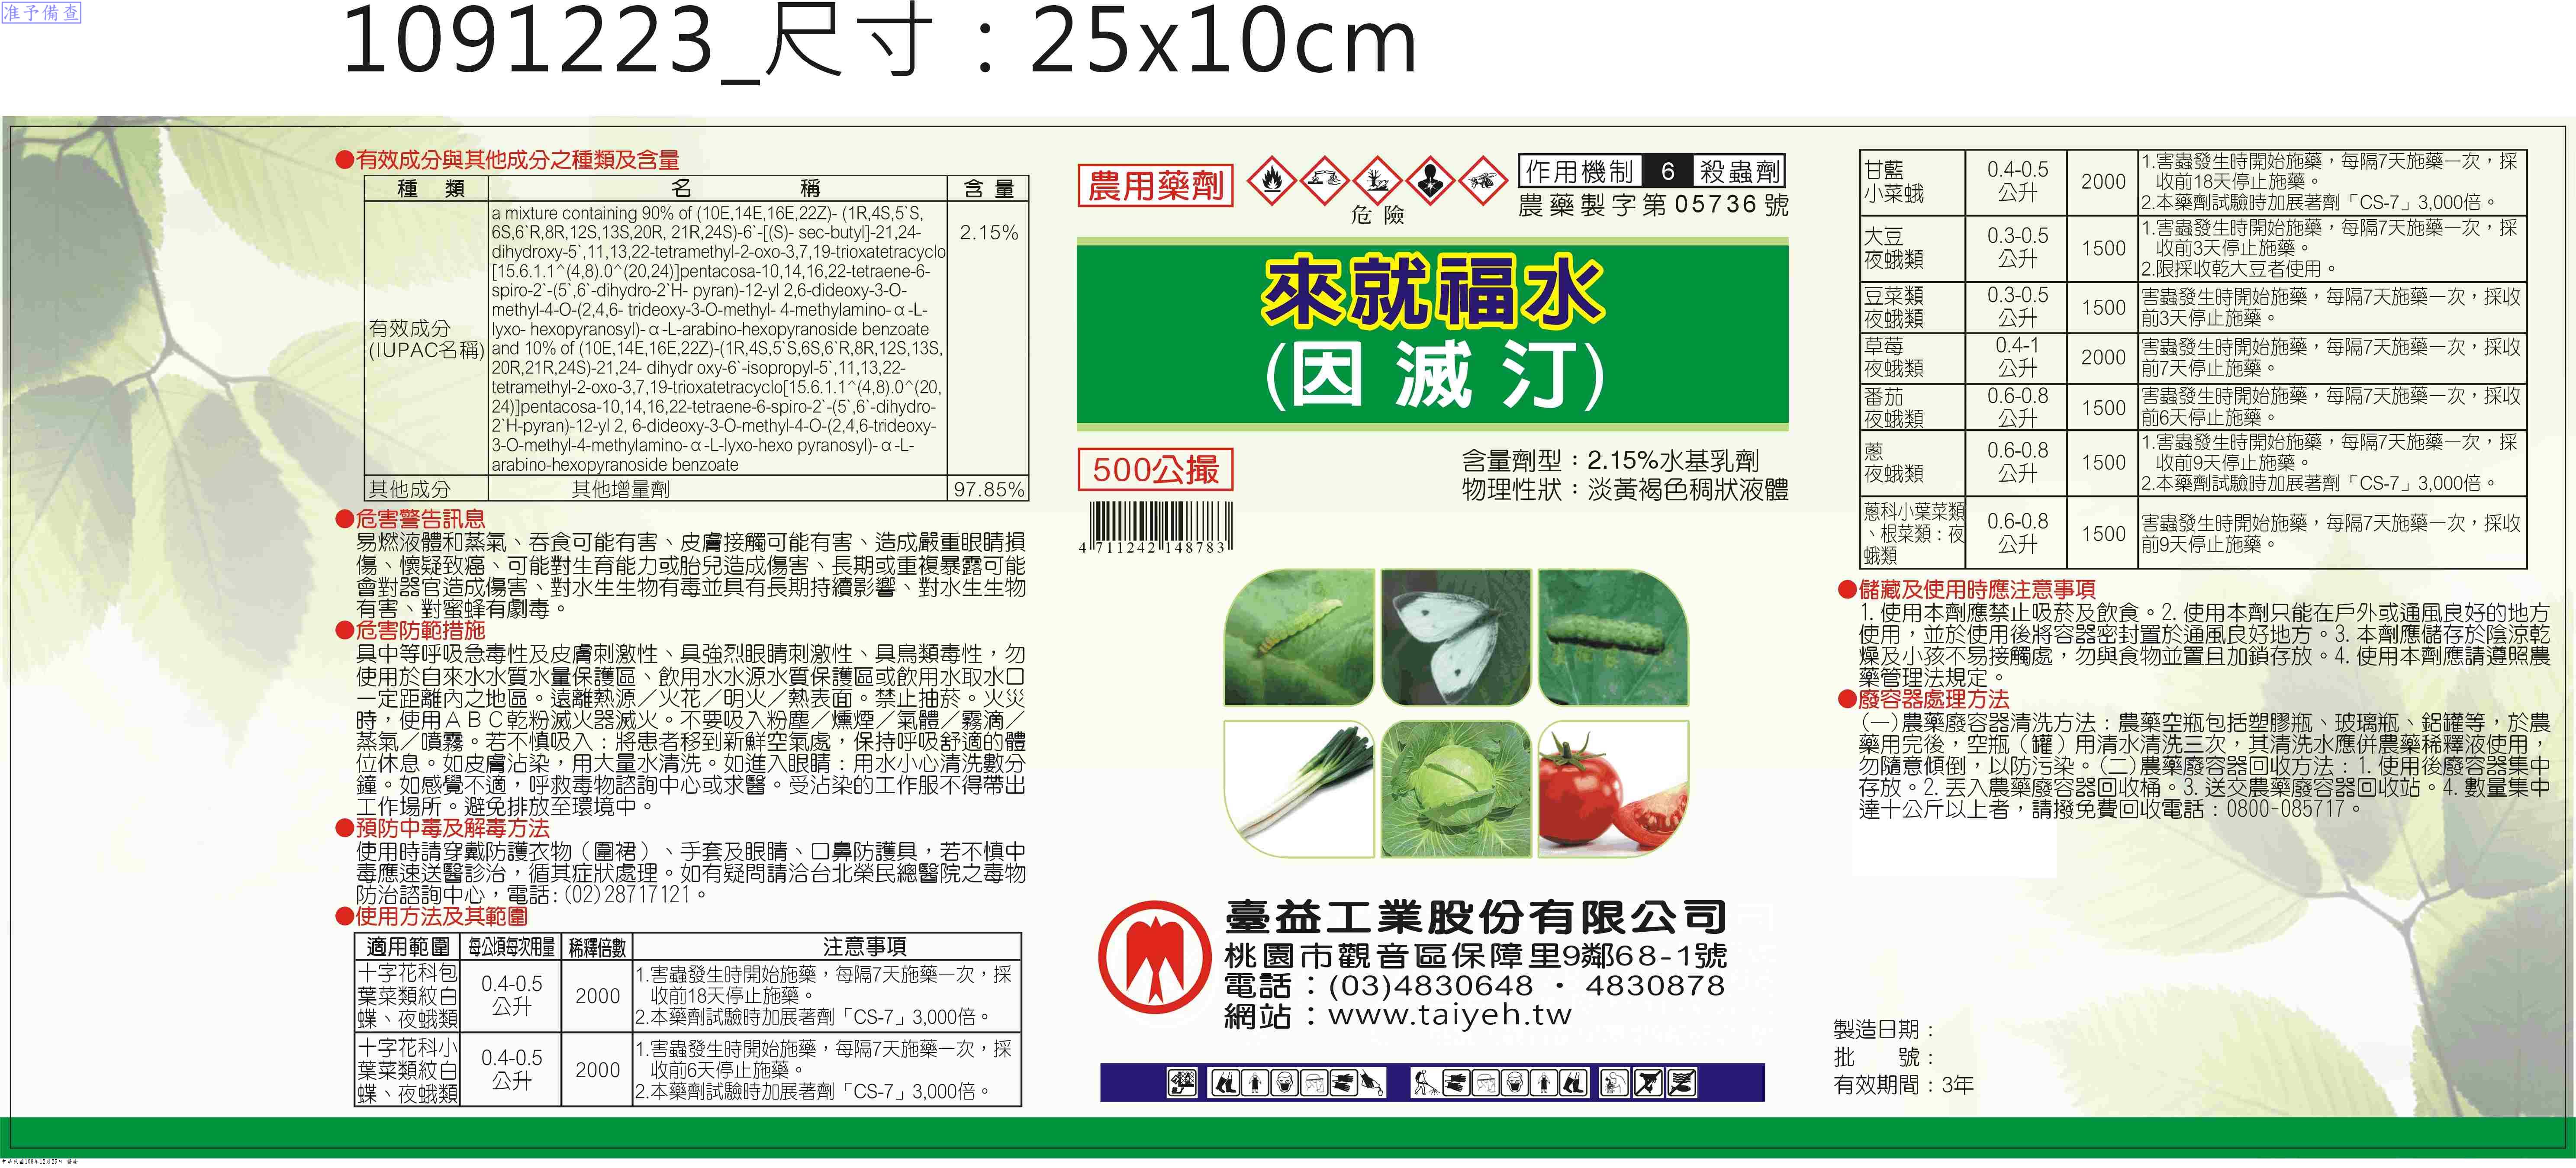 准予備查
1091223_尺寸：25x10cm
●有效成分與其他成分之種類及含量
種 類 名 稱 含 量
有效成分
(IUPAC名稱)
a mixture containing 90% of (10E,14E,16E,22Z)- (1R,4S,5`S,
6S,6`R,8R,12S,13S,20R, 21R,24S)-6`-[(S)- sec-butyl]-21,24-
dihydroxy-5`,11,13,22-tetramethyl-2-oxo-3,7,19-trioxatetracyclo
[15.6.1.1^(4,8).0^(20,24)]pentacosa-10,14,16,22-tetraene-6-
spiro-2`-(5`,6`-dihydro-2`H- pyran)-12-yl 2,6-dideoxy-3-O-
methyl-4-O-(2,4,6- trideoxy-3-O-methyl- 4-methylamino-α-L-
lyxo- hexopyranosyl)-α-L-arabino-hexopyranoside benzoate
and 10% of (10E,14E,16E,22Z)-(1R,4S,5`S,6S,6`R,8R,12S,13S,
20R,21R,24S)-21,24- dihydr oxy-6`-isopropyl-5`,11,13,22-
tetramethyl-2-oxo-3,7,19-trioxatetracyclo[15.6.1.1^(4,8).0^(20,
24)]pentacosa-10,14,16,22-tetraene-6-spiro-2`-(5`,6`-dihydro-
2`H-pyran)-12-yl 2, 6-dideoxy-3-O-methyl-4-O-(2,4,6-trideoxy-
3-O-methyl-4-methylamino-α-L-lyxo-hexo pyranosyl)-α-L-
arabino-hexopyranoside benzoate
2.15%
其他成分 其他增量劑 97.85%
●危害警告訊息
易燃液體和蒸氣、吞食可能有害、皮膚接觸可能有害、造成嚴重眼睛損
傷、懷疑致癌、可能對生育能力或胎兒造成傷害、長期或重複暴露可能
會對器官造成傷害、對水生生物有毒並具有長期持續影響、對水生生物
有害、對蜜蜂有劇毒。
●危害防範措施
具中等呼吸急毒性及皮膚刺激性、具強烈眼睛刺激性、具鳥類毒性，勿
使用於自來水水質水量保護區、飲用水水源水質保護區或飲用水取水口
一定距離內之地區。遠離熱源／火花／明火／熱表面。禁止抽菸。火災
時，使用ＡＢＣ乾粉滅火器滅火。不要吸入粉塵／燻煙／氣體／霧滴／
蒸氣／噴霧。若不慎吸入：將患者移到新鮮空氣處，保持呼吸舒適的體
位休息。如皮膚沾染，用大量水清洗。如進入眼睛：用水小心清洗數分
鐘。如感覺不適，呼救毒物諮詢中心或求醫。受沾染的工作服不得帶出
工作場所。避免排放至環境中。
●預防中毒及解毒方法
使用時請穿戴防護衣物（圍裙）、手套及眼睛、口鼻防護具，若不慎中
毒應速送醫診治，循其症狀處理。如有疑問請洽台北榮民總醫院之毒物
防治諮詢中心，電話:(02)28717121。
●使用方法及其範圍
適用範圍 每公頃每次用量 稀釋倍數 注意事項
十字花科包
葉菜類紋白
蝶、夜蛾類
0.4-0.5
公升
2000
1.害蟲發生時開始施藥，每隔7天施藥一次，採
收前18天停止施藥。
2.本藥劑試驗時加展著劑「CS-7」3,000倍。
十字花科小
葉菜類紋白
蝶、夜蛾類
0.4-0.5
公升
2000
1.害蟲發生時開始施藥，每隔7天施藥一次，採
收前6天停止施藥。
2.本藥劑試驗時加展著劑「CS-7」3,000倍。
農用藥劑
危險
作用機制 6 殺蟲劑
農藥製字第05736號
來就福水
(因滅汀)
500公撮
含量劑型：2.15%水基乳劑
物理性狀：淡黃褐色稠狀液體
4 711242 148783
臺益工業股份有限公司
桃園市觀音區保障里9鄰68-1號
電話：(03)4830648 · 4830878
網站：www.taiyeh.tw
甘藍
小菜蛾
0.4-0.5
公升
2000
1.害蟲發生時開始施藥，每隔7天施藥一次，採
收前18天停止施藥。
2.本藥劑試驗時加展著劑「CS-7」3,000倍。
大豆
夜蛾類
0.3-0.5
公升
1500
1.害蟲發生時開始施藥，每隔7天施藥一次，採
收前3天停止施藥。
2.限採收乾大豆者使用。
豆菜類
夜蛾類
0.3-0.5
公升
1500
害蟲發生時開始施藥，每隔7天施藥一次，採收
前3天停止施藥。
草莓
夜蛾類
0.4-1
公升
2000
害蟲發生時開始施藥，每隔7天施藥一次，採收
前7天停止施藥。
番茄
夜蛾類
0.6-0.8
公升
1500
害蟲發生時開始施藥，每隔7天施藥一次，採收
前6天停止施藥。
蔥
夜蛾類
0.6-0.8
公升
1500
1.害蟲發生時開始施藥，每隔7天施藥一次，採
收前9天停止施藥。
2.本藥劑試驗時加展著劑「CS-7」3,000倍。
蔥科小葉菜類
、根菜類：夜
蛾類
0.6-0.8
公升
1500
害蟲發生時開始施藥，每隔7天施藥一次，採收
前9天停止施藥。
●儲藏及使用時應注意事項
1.使用本劑應禁止吸菸及飲食。2.使用本劑只能在戶外或通風良好的地方
使用，並於使用後將容器密封置於通風良好地方。3.本劑應儲存於陰涼乾
燥及小孩不易接觸處，勿與食物並置且加鎖存放。4.使用本劑應請遵照農
藥管理法規定。
●廢容器處理方法
(一)農藥廢容器清洗方法：農藥空瓶包括塑膠瓶、玻璃瓶、鋁罐等，於農
藥用完後，空瓶（罐）用清水清洗三次，其清洗水應併農藥稀釋液使用，
勿隨意傾倒，以防污染。(二)農藥廢容器回收方法：1.使用後廢容器集中
存放。2.丟入農藥廢容器回收桶。3.送交農藥廢容器回收站。4.數量集中
達十公斤以上者，請撥免費回收電話：0800-085717。
製造日期：
批　　號：
有效期間：3年